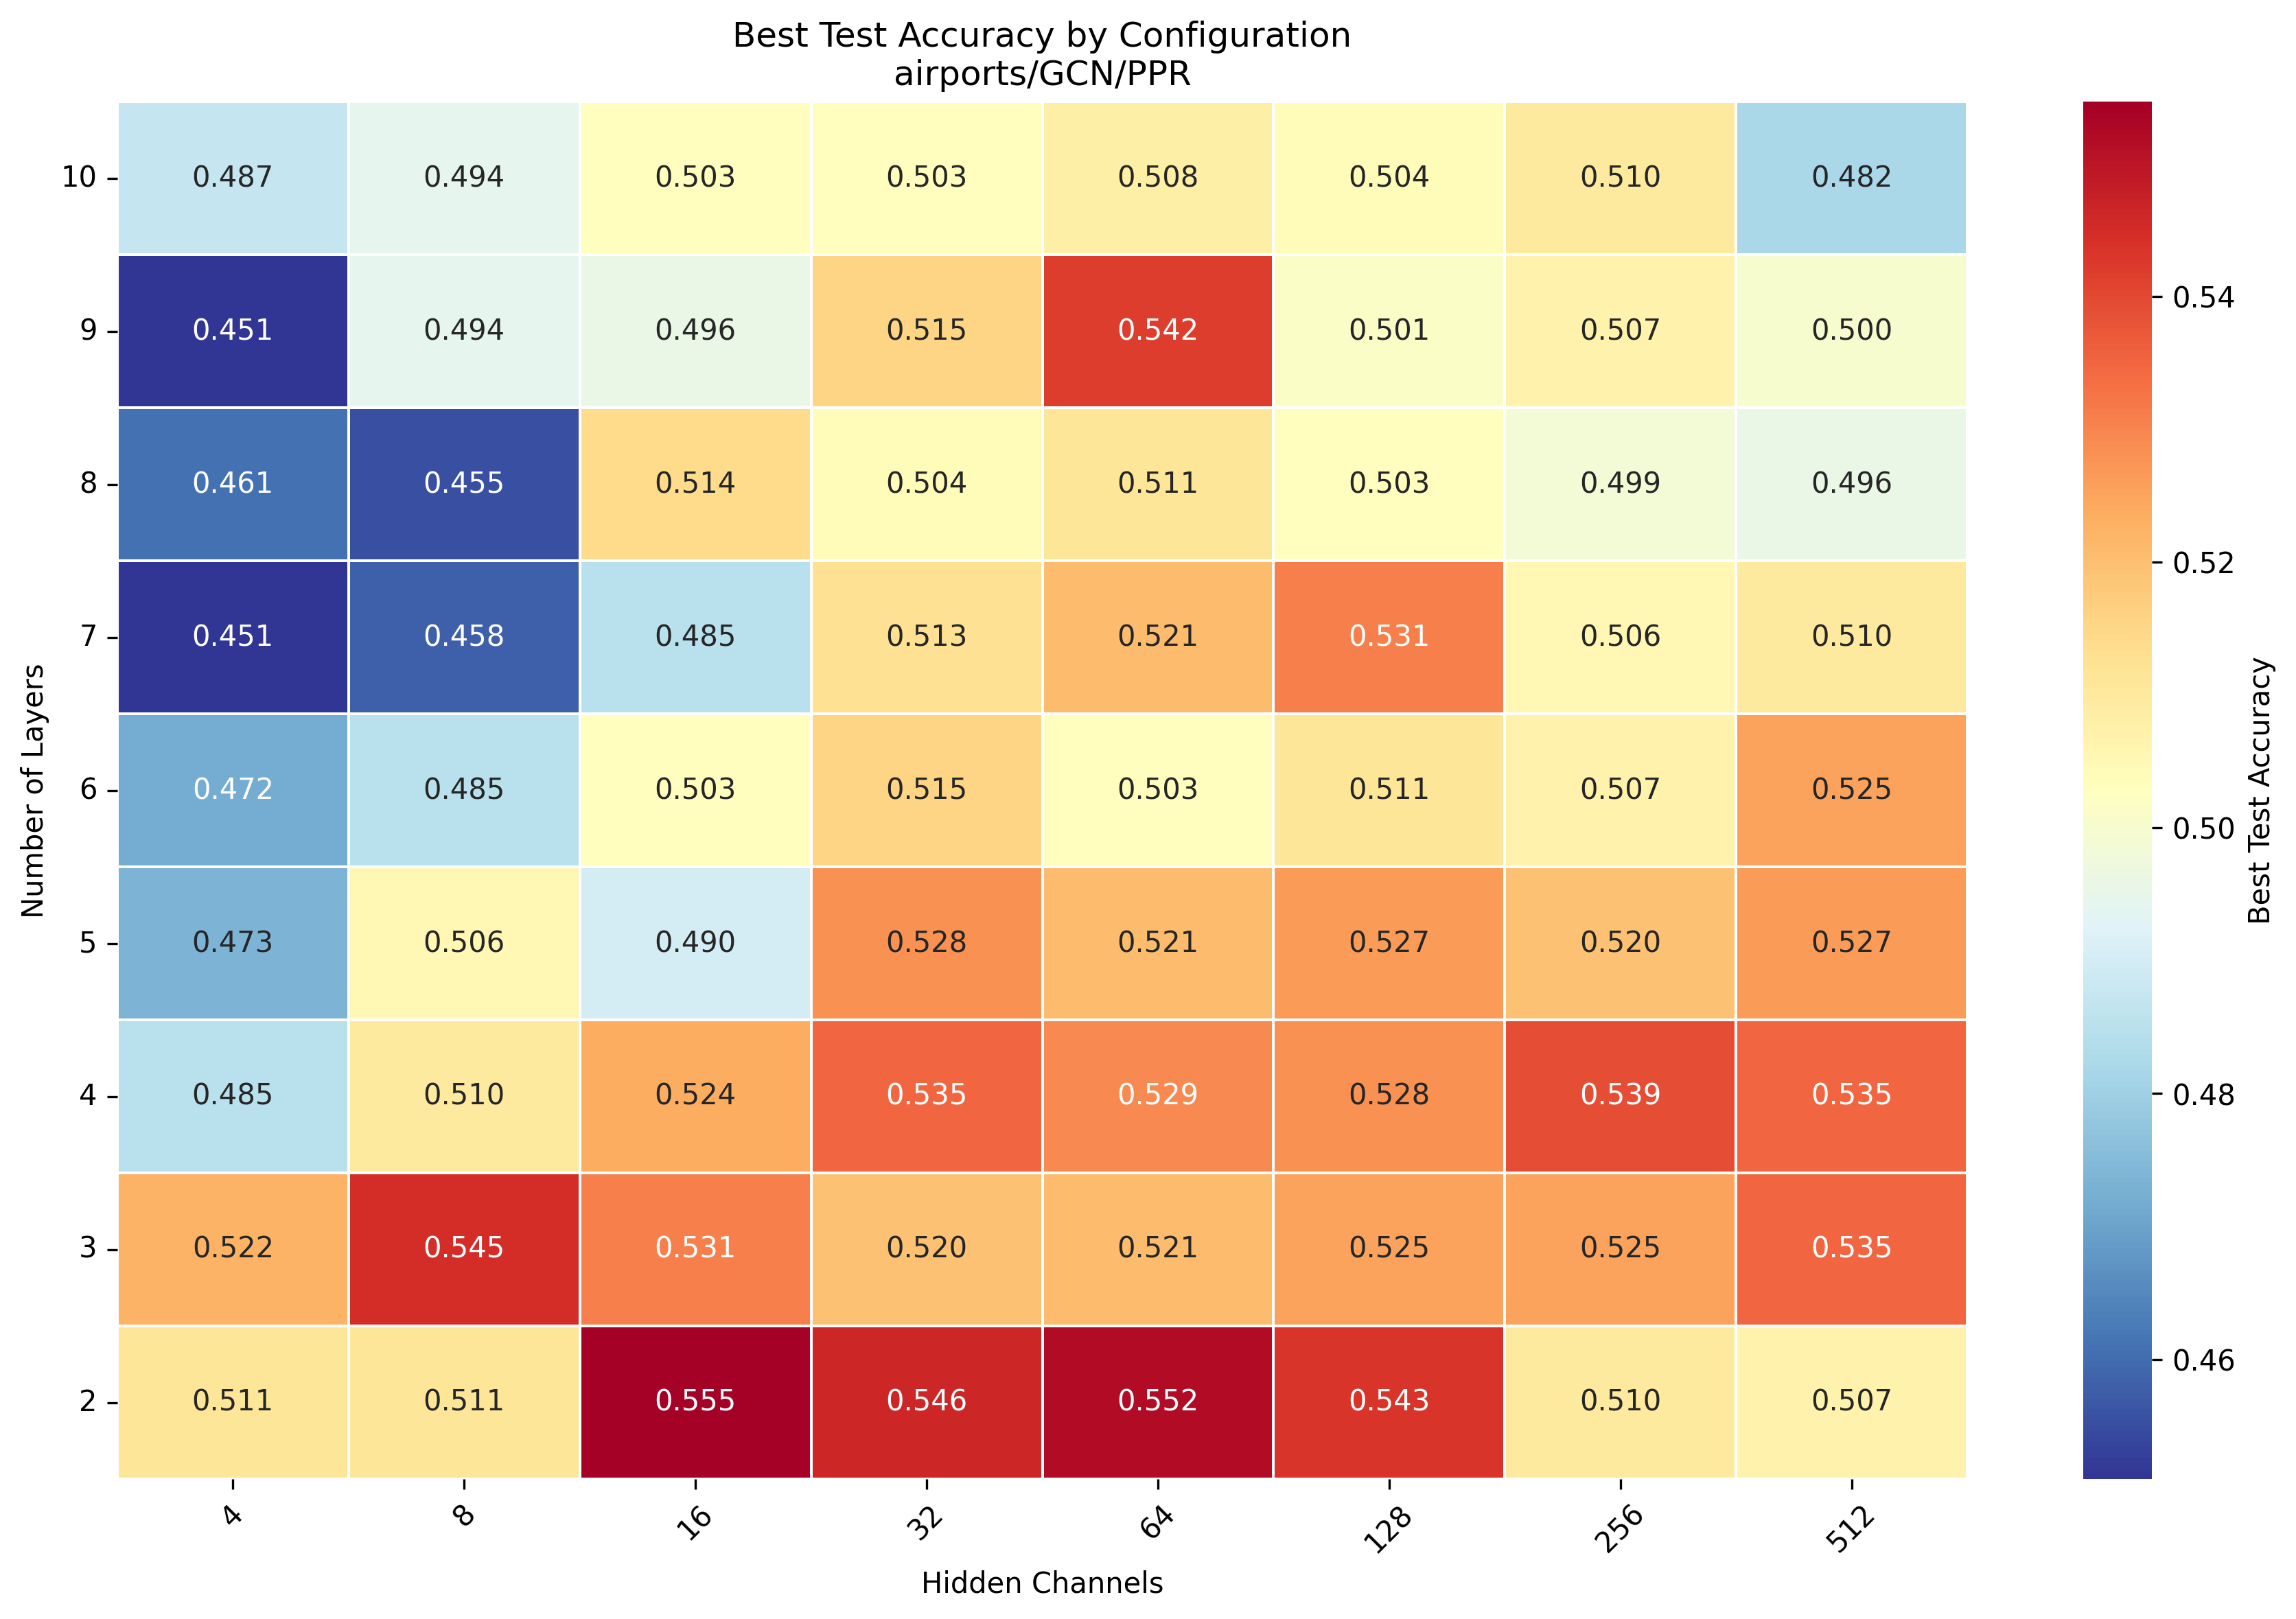 Best Test Accuracy by Configuration
airports/GCN/PPR
10 0.487 0.494 0.503 0.503 0.508 0.504 0.510 0.482
9 0.451 0.494 0.496 0.515 0.542 0.501 0.507 0.500
8 0.461 0.455 0.514 0.504 0.511 0.503 0.499 0.496
7 0.451 0.458 0.485 0.513 0.521 0.531 0.506 0.510
6 0.472 0.485 0.503 0.515 0.503 0.511 0.507 0.525
5 0.473 0.506 0.490 0.528 0.521 0.527 0.520 0.527
4 0.485 0.510 0.524 0.535 0.529 0.528 0.539 0.535
3 0.522 0.545 0.531 0.520 0.521 0.525 0.525 0.535
2 0.511 0.511 0.555 0.546 0.552 0.543 0.510 0.507
4 8 16 32 64 128 256 512
Hidden Channels
Number of Layers
0.54
0.52
0.50
0.48
0.46
Best Test Accuracy